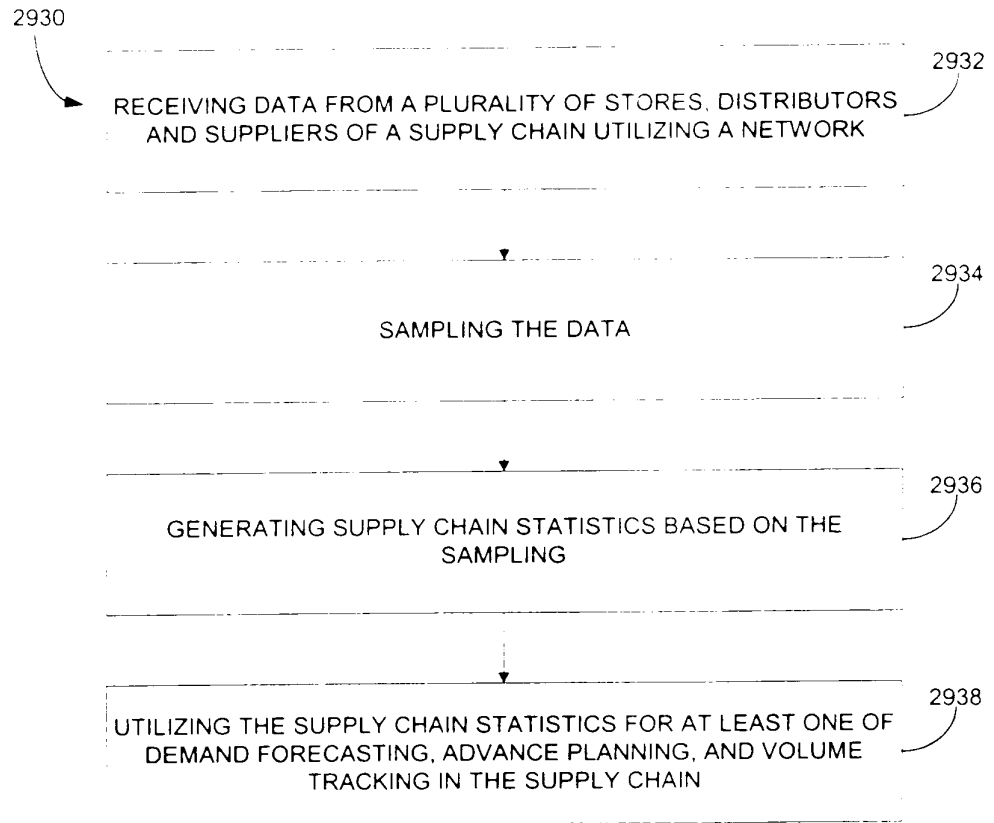 2930
2932
RECEIVING DATA FROM A PLURALITY OF STORES, DISTRIBUTORS
AND SUPPLIERS OF A SUPPLY CHAIN UTILIZING A NETWORK
2934
SAMPLING THE DATA
2936
GENERATING SUPPLY CHAIN STATISTICS BASED ON THE
SAMPLING
2938
UTILIZING THE SUPPLY CHAIN STATISTICS FOR AT LEAST ONE OF
DEMAND FORECASTING, ADVANCE PLANNING, AND VOLUME
TRACKING IN THE SUPPLY CHAIN